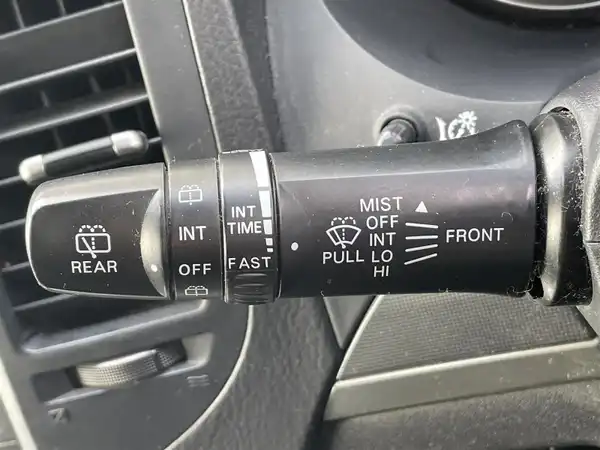 REAR
INT
OFF
INT
TIME
FAST
PULL
MIST
OFF
INT
LO
HI
FRONT